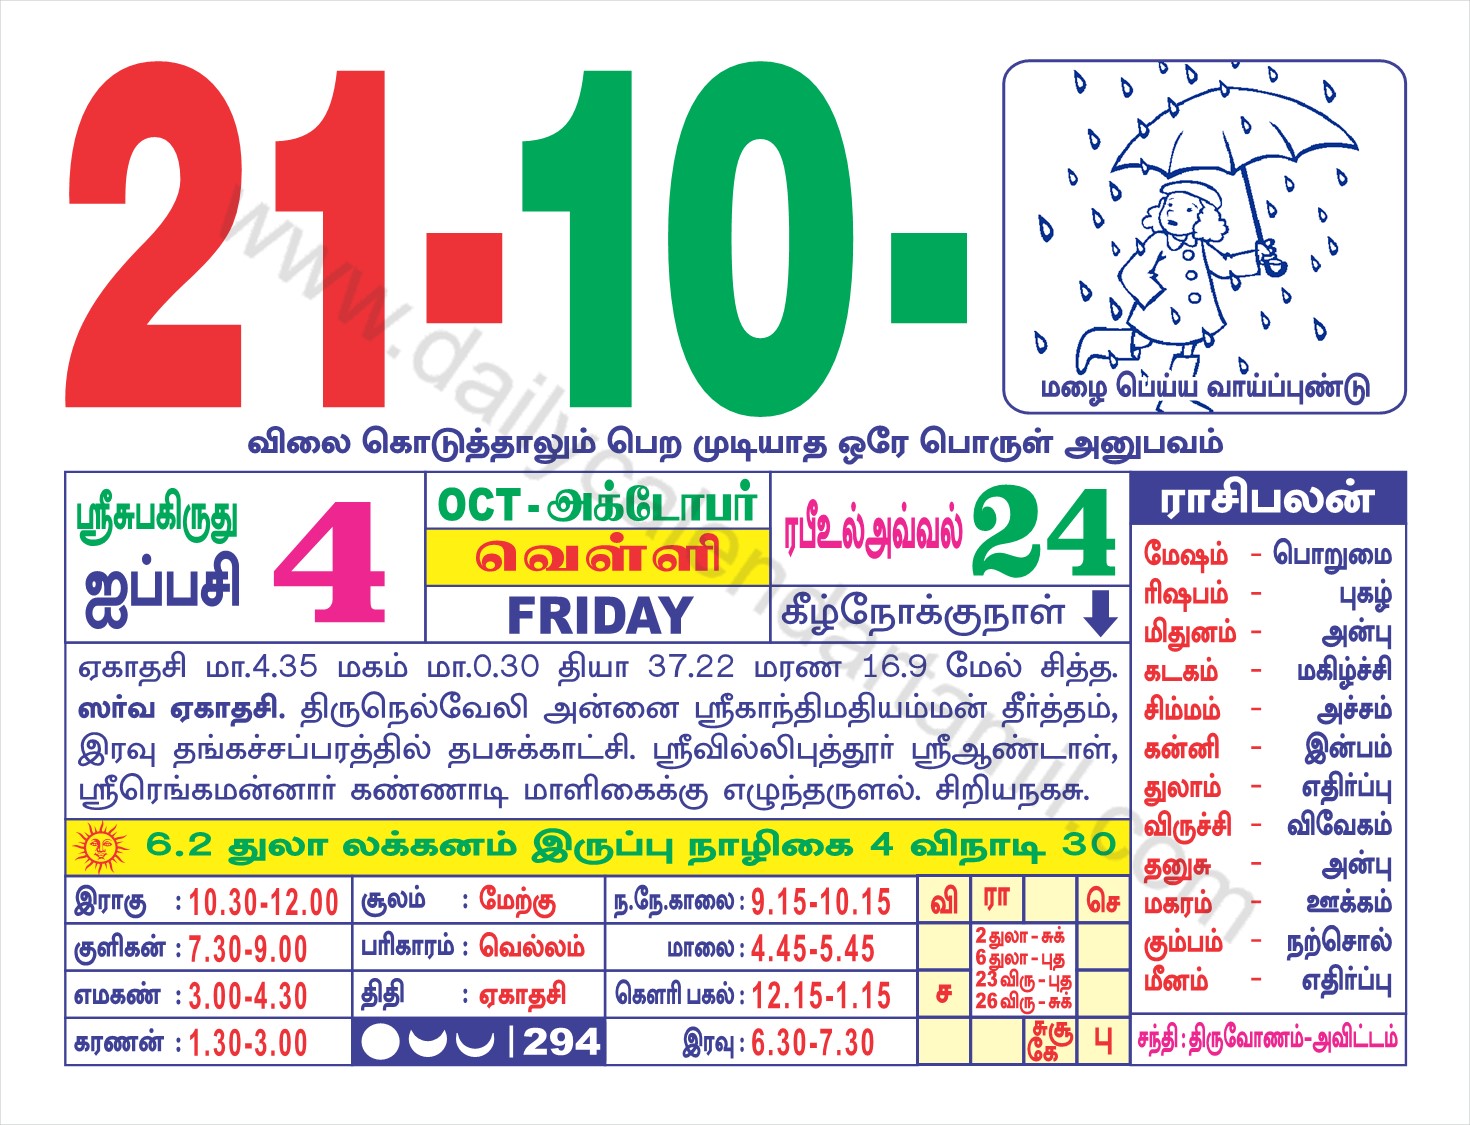 21-10-
மழை பெய்ய வாய்ப்புண்டு
விலை கொடுத்தாலும் பெற முடியாத ஒரே பொருள் அனுபவம்
ஸ்ரீசுபகிருது
ஐப்பசி 4
OCT - அக்டோபர்
வெள்ளி
FRIDAY
ரபீஉல்அவ்வல் 24
கீழ்நோக்குநாள்
ஏகாதசி மா.4.35 மகம் மா.0.30 தியா 37.22 மரண 16.9 மேல் சித்த.
ஸர்வ ஏகாதசி. திருநெல்வேலி அன்னை ஸ்ரீகாந்திமதியம்மன் தீர்த்தம்,
இரவு தங்கச்சப்பரத்தில் தபசுக்காட்சி. ஸ்ரீவில்லிபுத்தூர் ஸ்ரீஆண்டாள்,
ஸ்ரீரெங்கமன்னார் கண்ணாடி மாளிகைக்கு எழுந்தருளல். சிறியநகசு.
6.2 துலா லக்கனம் இருப்பு நாழிகை 4 விநாடி 30
இராகு : 10.30-12.00
குளிகன் : 7.30-9.00
எமகண் : 3.00-4.30
கரணன் : 1.30-3.00
சூலம் : மேற்கு
பரிகாரம் : வெல்லம்
திதி : ஏகாதசி
| 294
ந.நே.காலை : 9.15-10.15
மாலை : 4.45-5.45
கௌரி பகல் : 12.15-1.15
இரவு : 6.30-7.30
வி ரா செ
2துலா-சுக்
6துலா-புத
23விரு-புத
26விரு-சுக்
ச
சுசூ
கே
பு
ராசிபலன்
மேஷம் - பொறுமை
ரிஷபம் - புகழ்
மிதுனம் - அன்பு
கடகம் - மகிழ்ச்சி
சிம்மம் - அச்சம்
கன்னி - இன்பம்
துலாம் - எதிர்ப்பு
விருச்சி - விவேகம்
தனுசு - அன்பு
மகரம் - ஊக்கம்
கும்பம் - நற்சொல்
மீனம் - எதிர்ப்பு
சந்தி : திருவோணம்-அவிட்டம்
www.dailycalendartamil.com